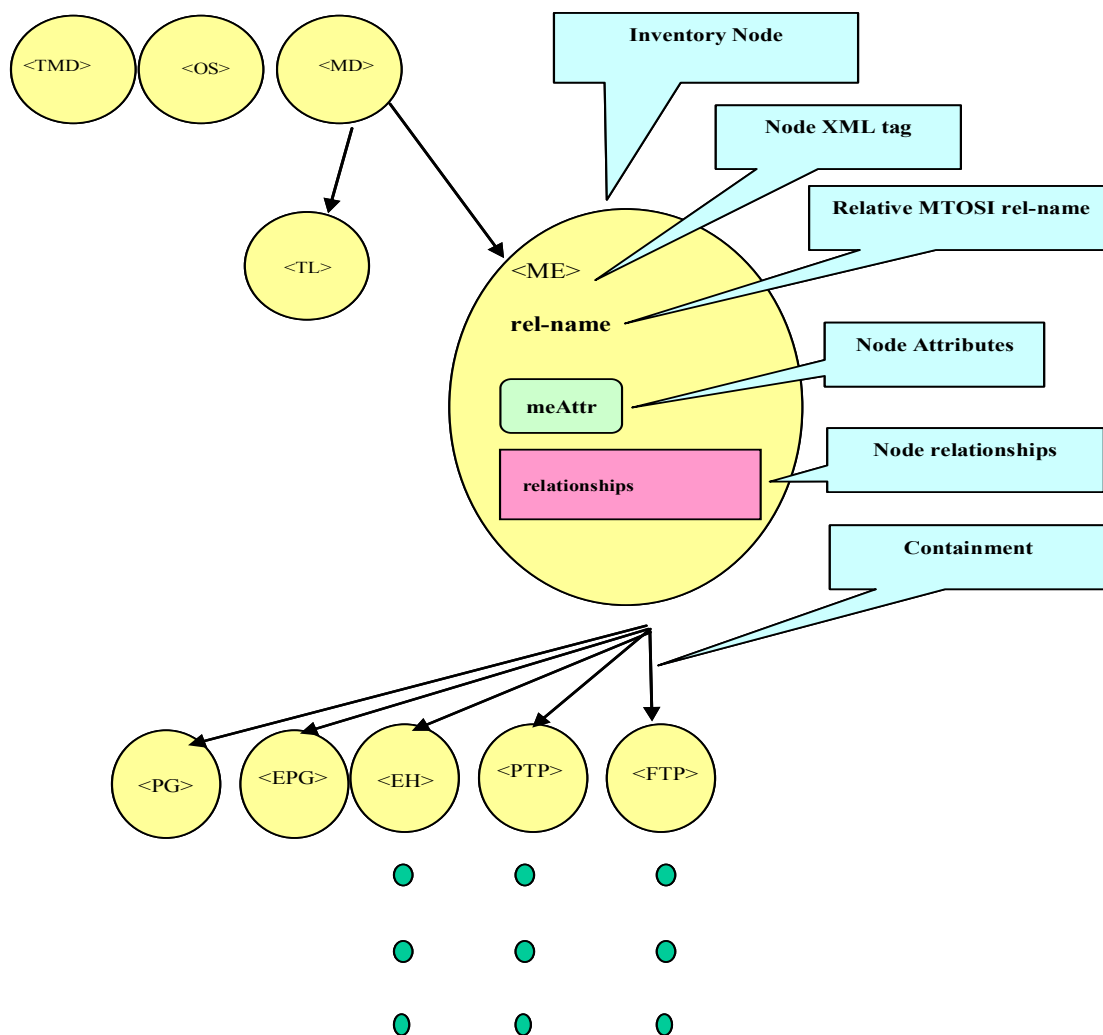 Inventory Node
<TMD>
<OS>
<MD>
Node XML tag
Relative MTOSI rel-name
<TL>
<ME>
rel-name
Node Attributes
meAttr
Node relationships
relationships
Containment
<PG>
<EPG>
<EH>
<PTP>
<FTP>